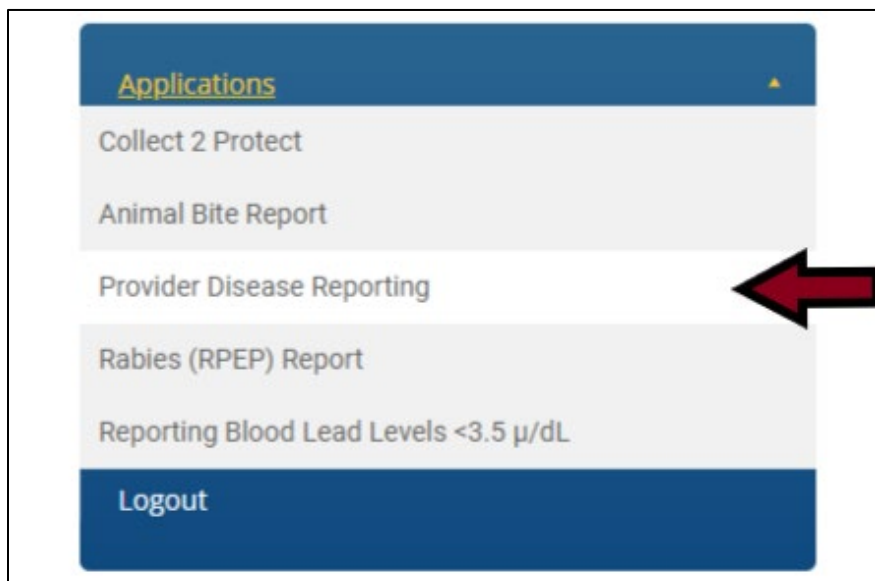 Applications
Collect 2 Protect
Animal Bite Report
Provider Disease Reporting
Rabies (RPEP) Report
Reporting Blood Lead Levels <3.5 μ/dL
Logout